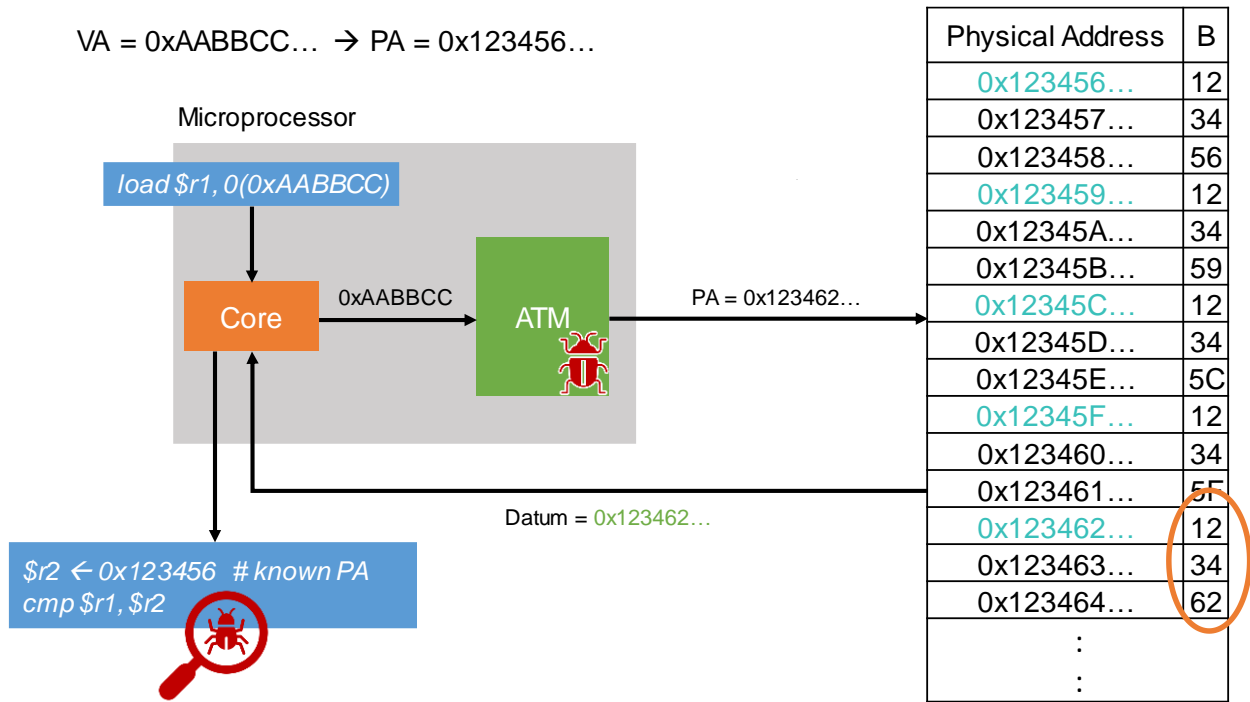 VA = 0xAABBCC… → PA = 0x123456…
Microprocessor
load $r1, 0(0xAABBCC)
Core
0xAABBCC
ATM
PA = 0x123462…
Datum = 0x123462…
$r2 ← 0x123456 # known PA
cmp $r1, $r2
Physical Address B
0x123456… 12
0x123457… 34
0x123458… 56
0x123459… 12
0x12345A… 34
0x12345B… 59
0x12345C… 12
0x12345D… 34
0x12345E… 5C
0x12345F… 12
0x123460… 34
0x123461… 5F
0x123462… 12
0x123463… 34
0x123464… 62
:
: